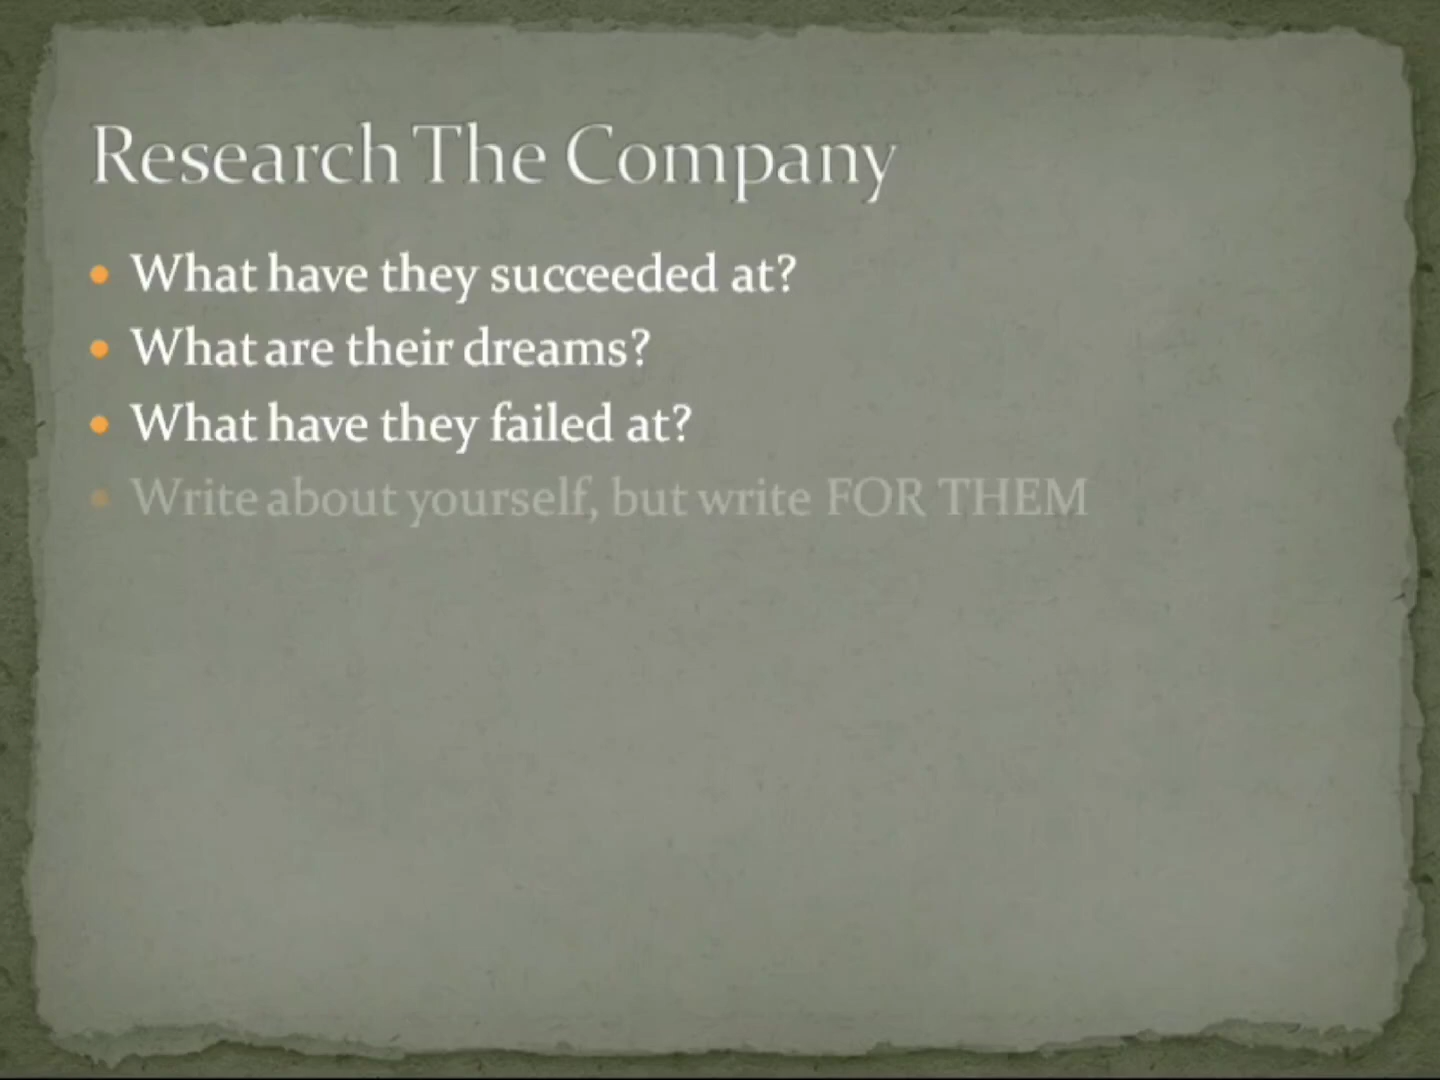 Research The Company
• What have they succeeded at?
• What are their dreams?
• What have they failed at?
• Write about yourself, but write FOR THEM